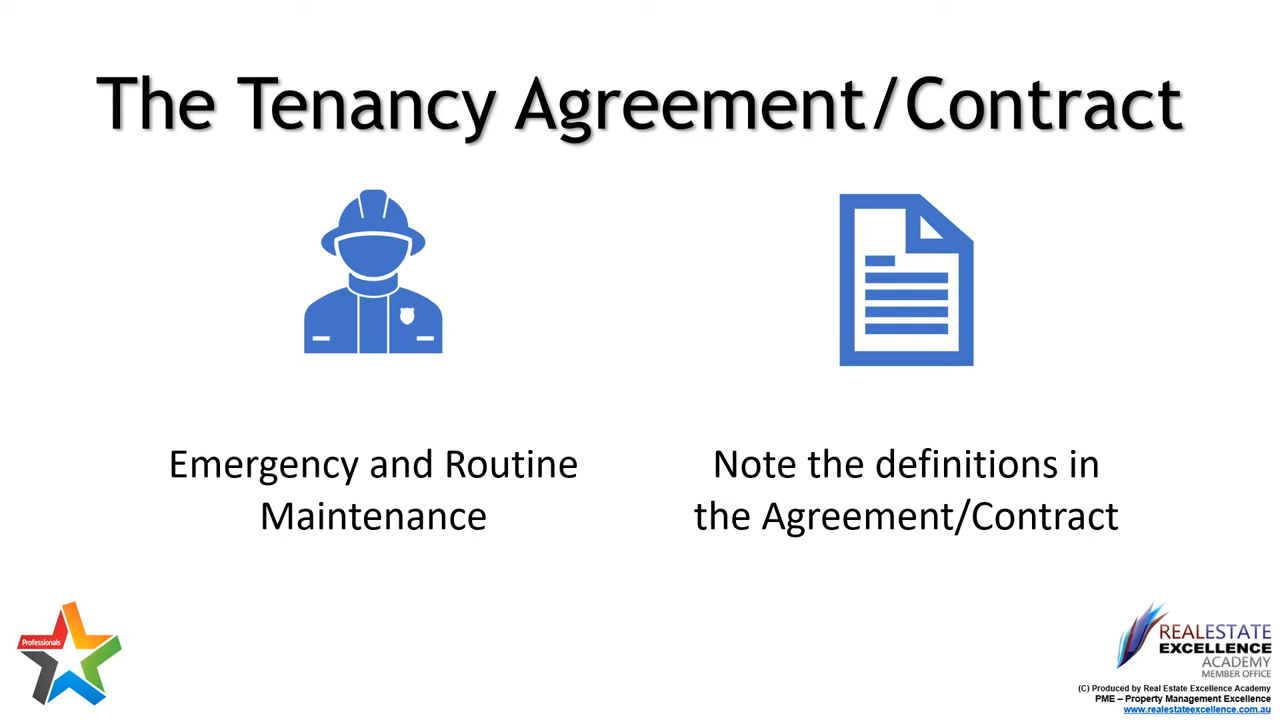 The Tenancy Agreement/Contract
Emergency and Routine
Maintenance
Note the definitions in
the Agreement/Contract
Professionals
REALESTATE
EXCELLENCE
ACADEMY
MEMBER OFFICE
(C) Produced by Real Estate Excellence Academy
PME – Property Management Excellence
www.realestateexcellence.com.au